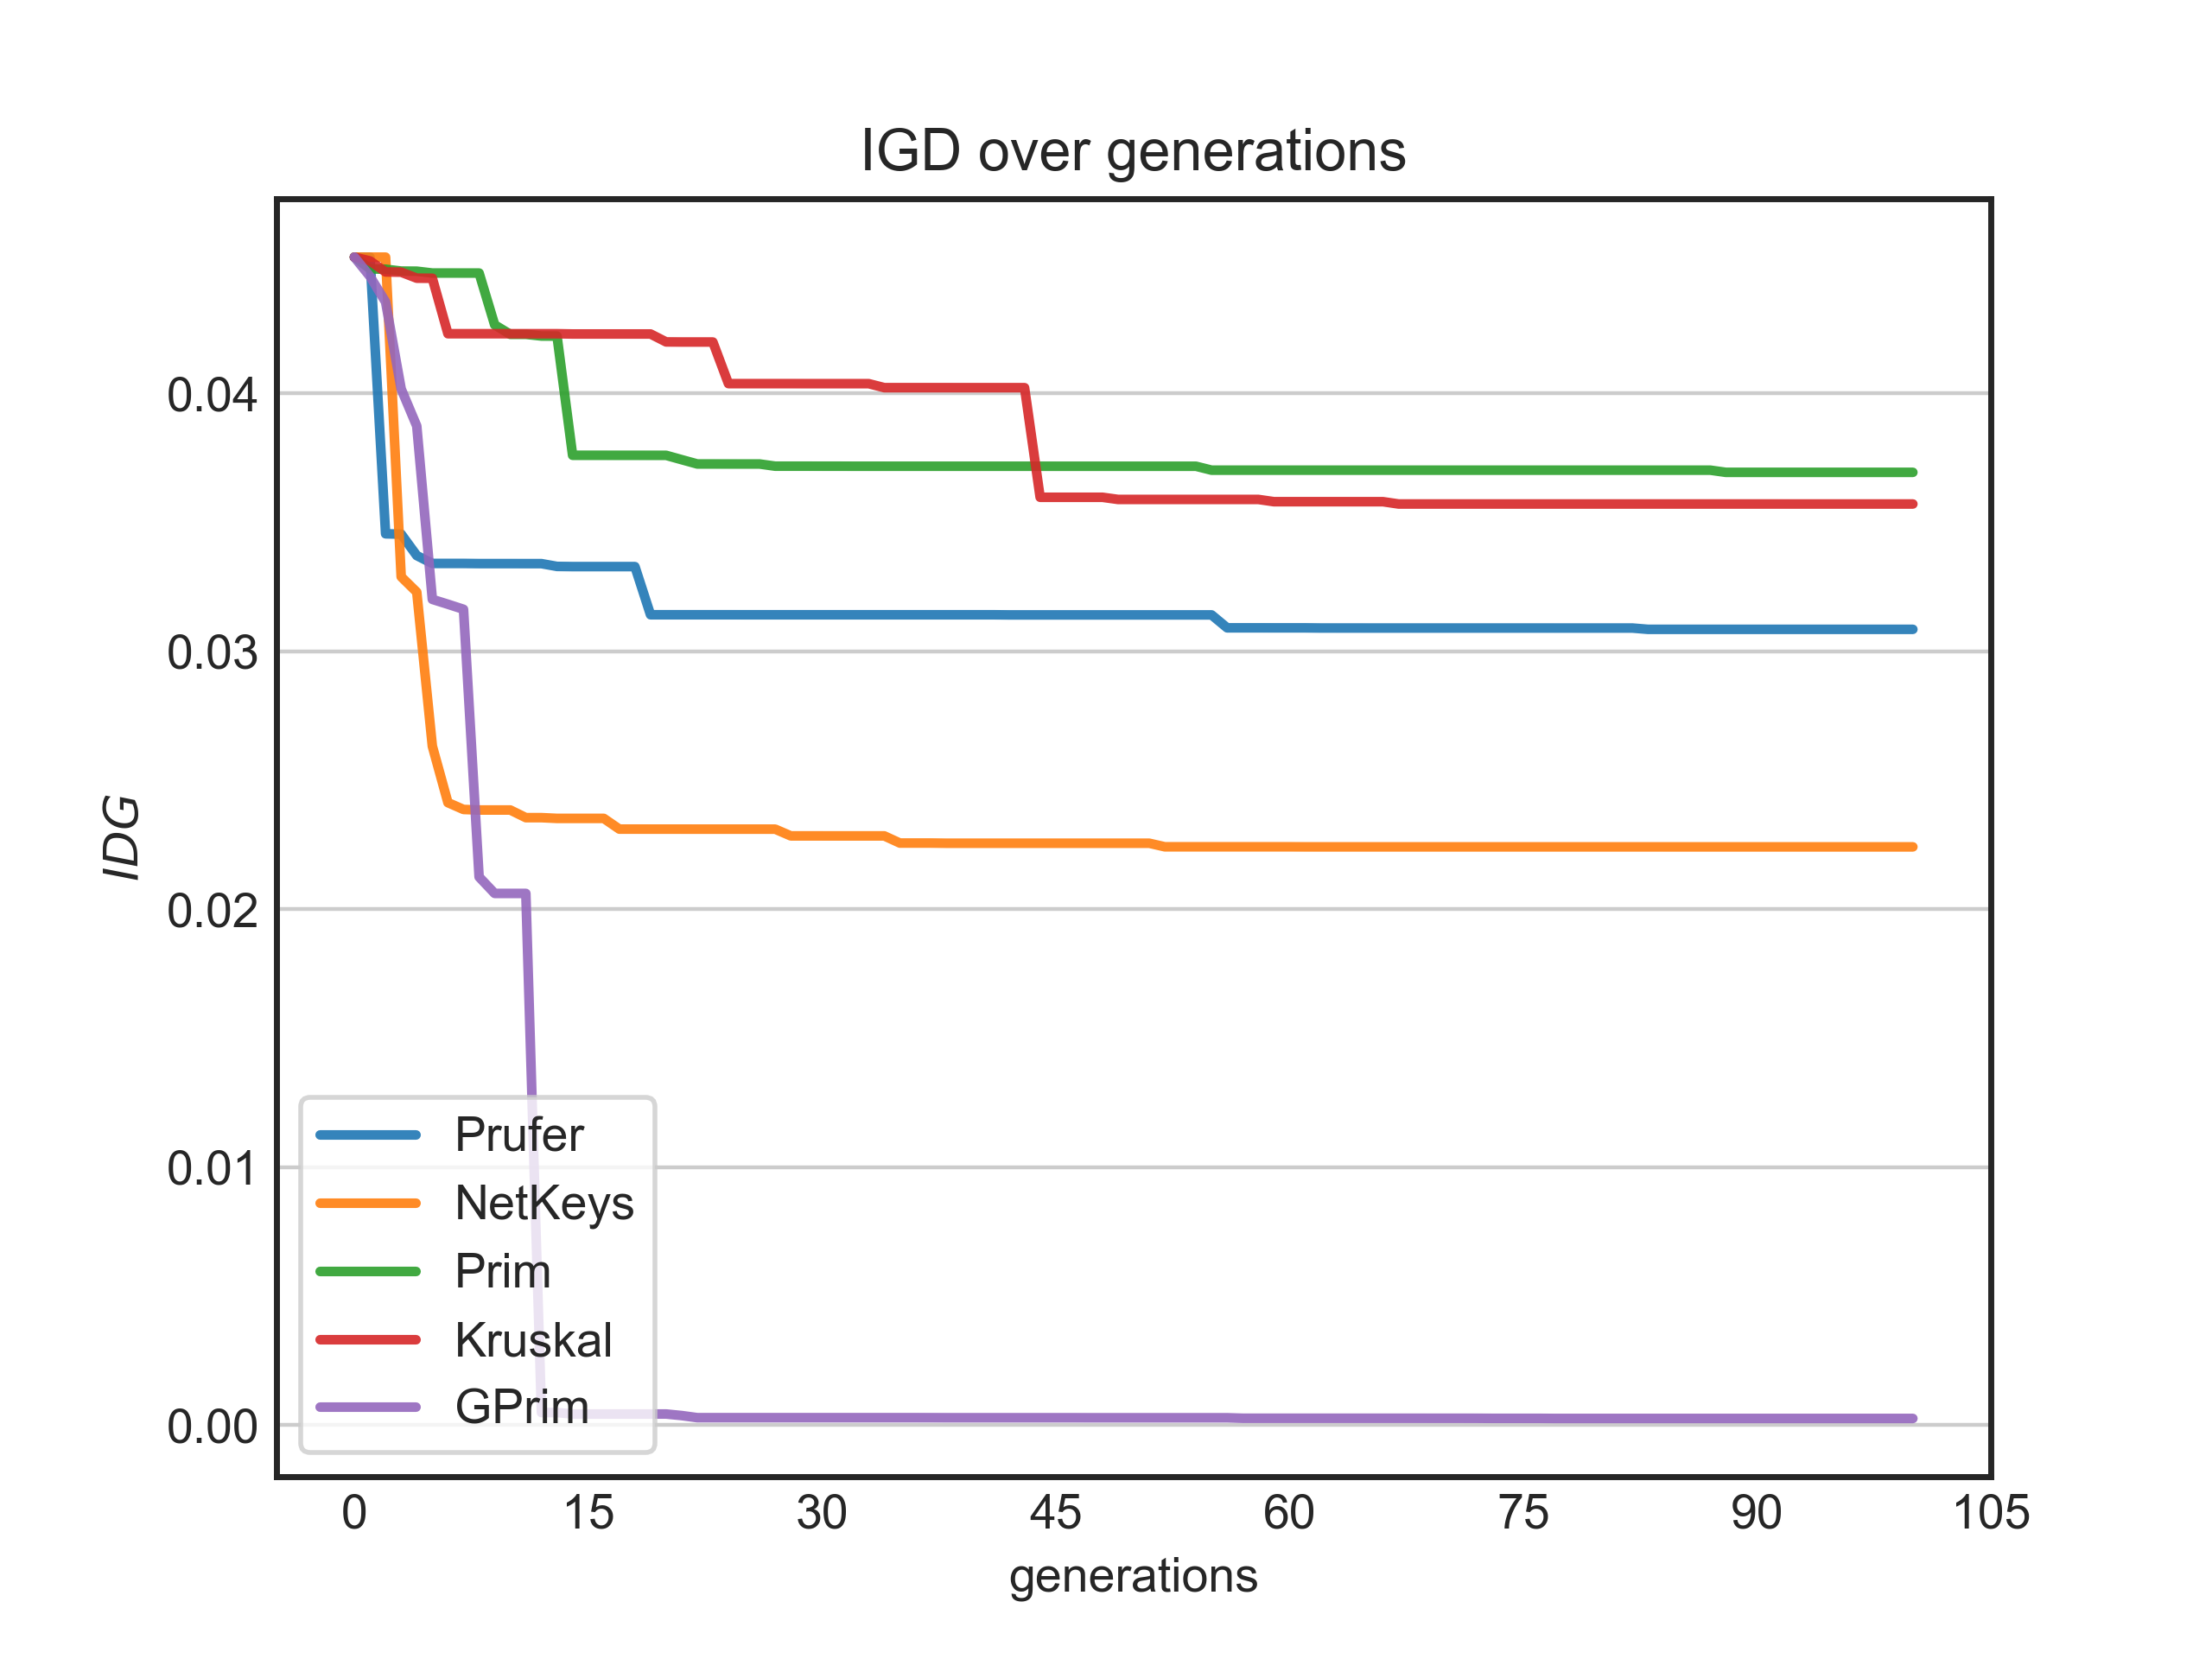 IGD over generations
IDG
0.04
0.03
0.02
0.01
0.00
Prufer
NetKeys
Prim
Kruskal
GPrim
0 15 30 45 60 75 90 105
generations